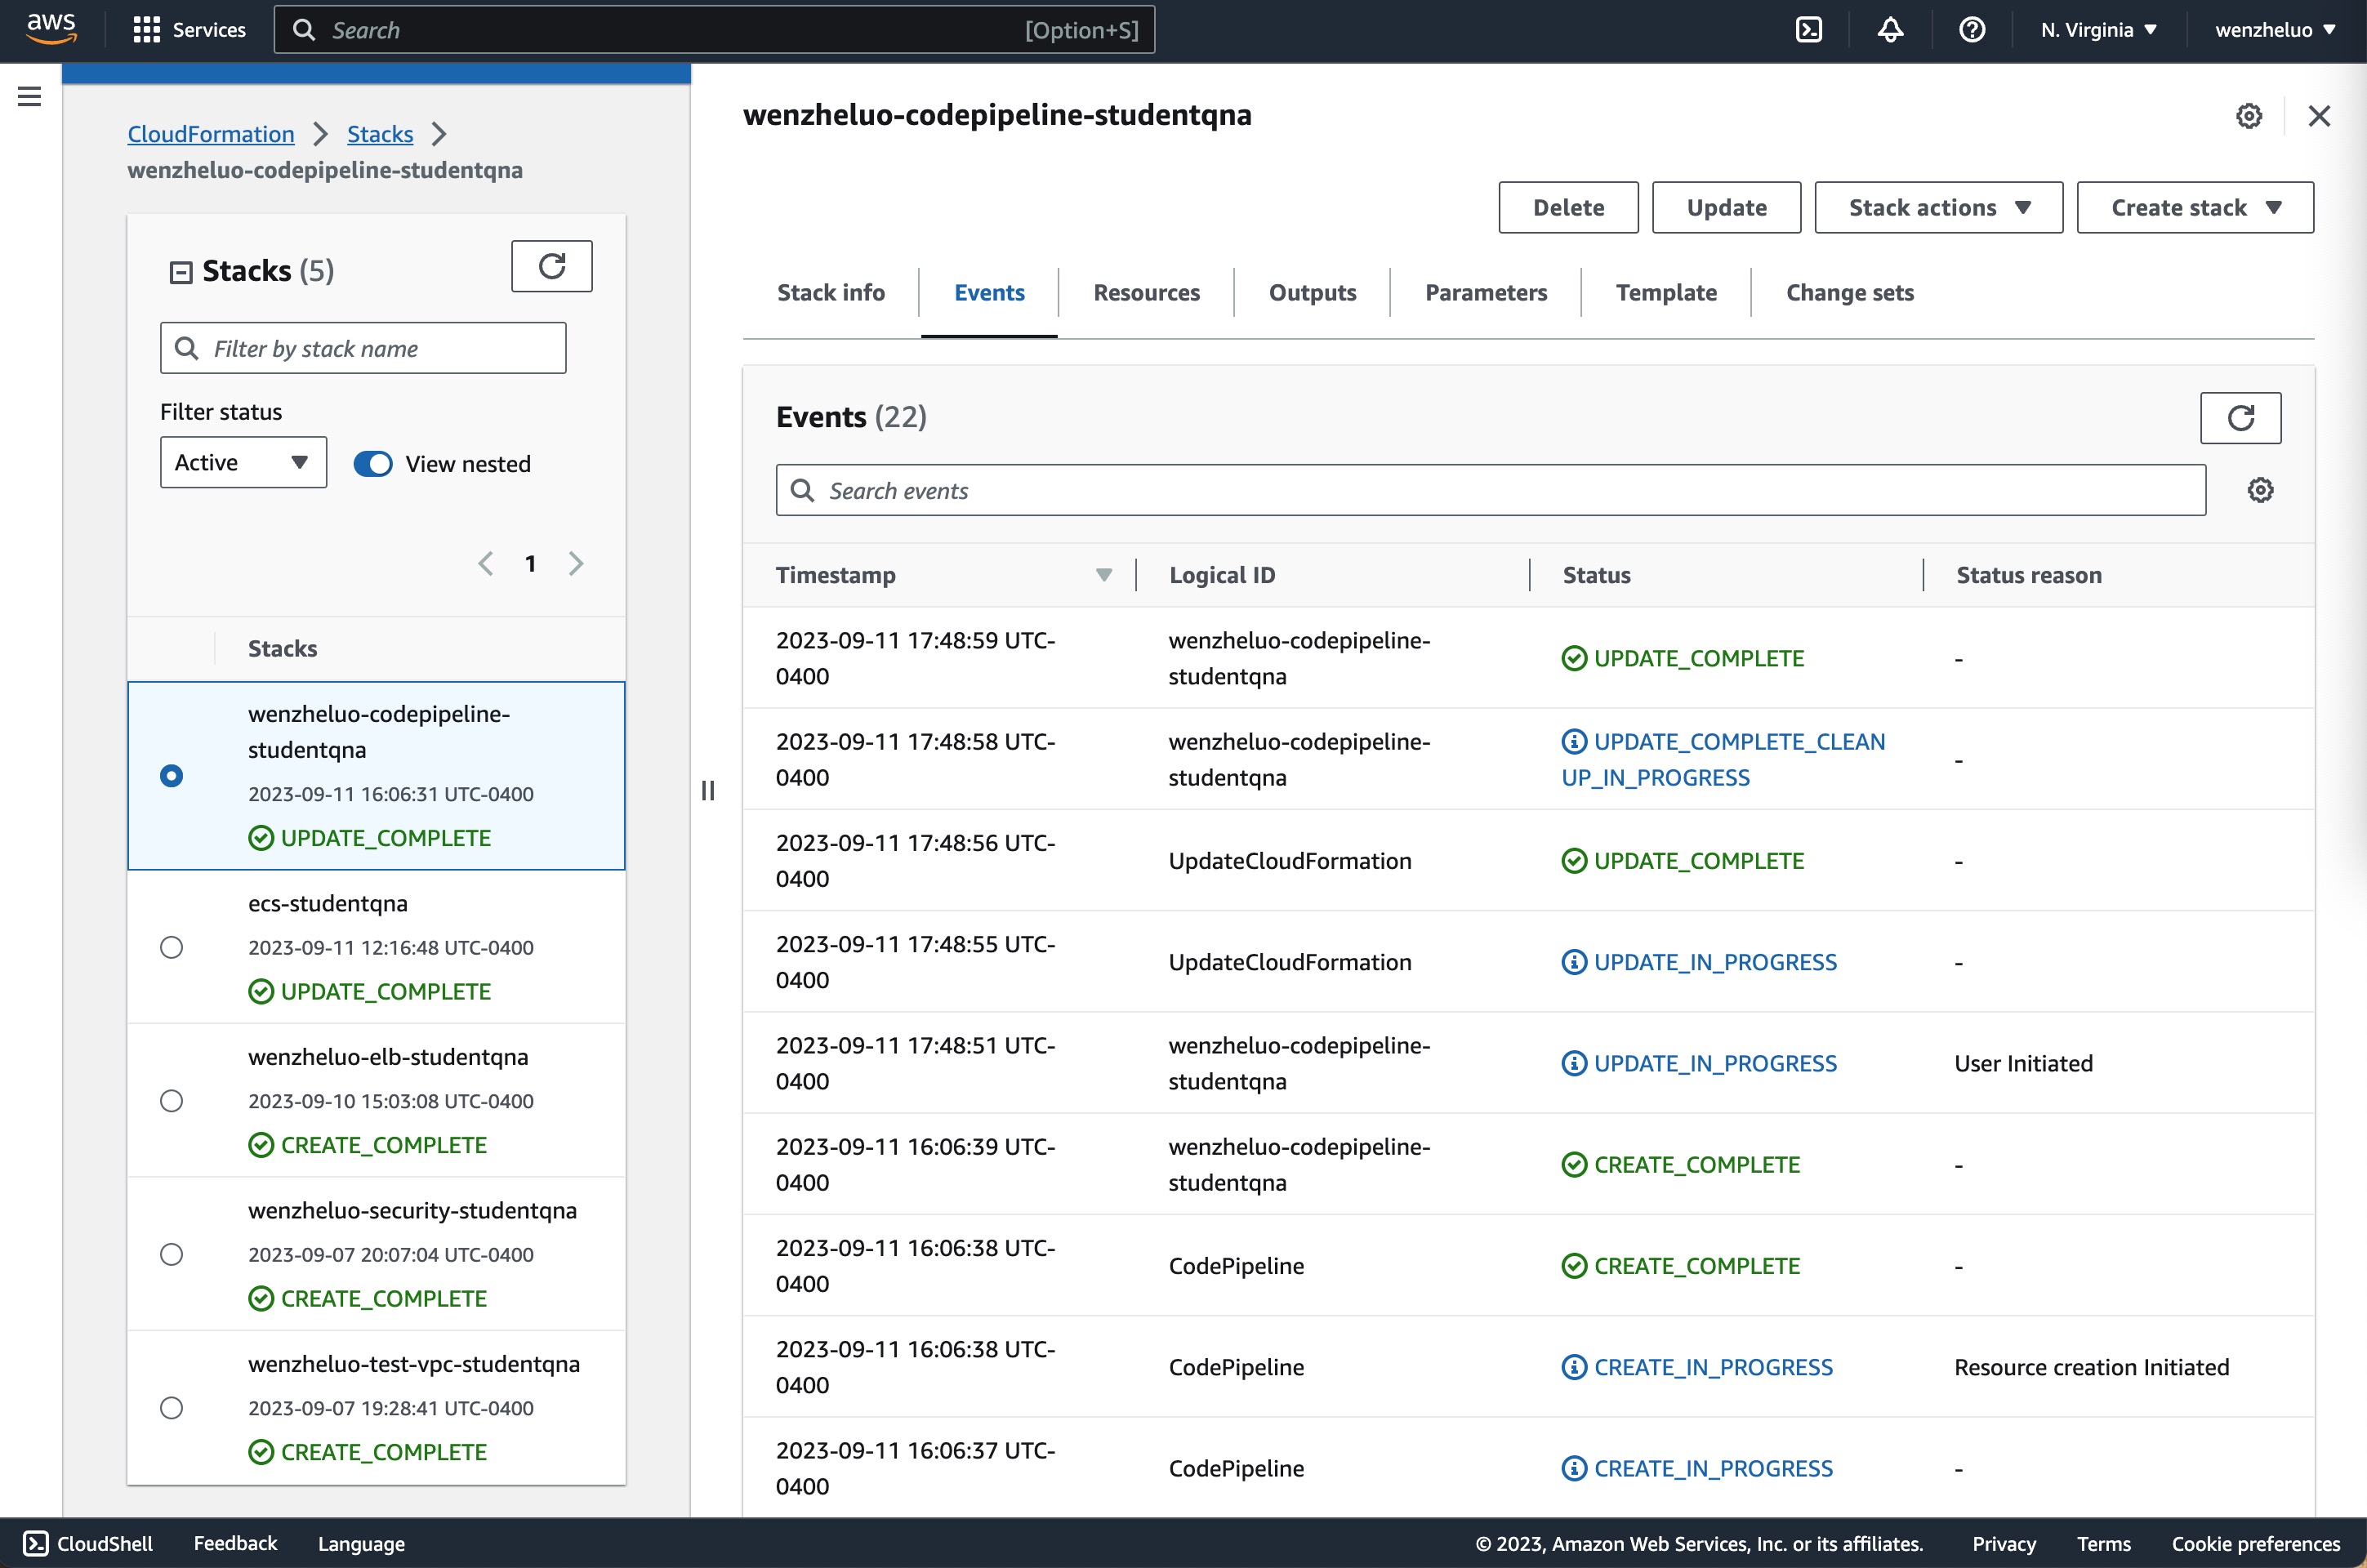 aws
Services
Search
[Option+S]
N. Virginia
wenzheluo
CloudFormation
Stacks
wenzheluo-codepipeline-studentqna
Stacks (5)
Filter by stack name
Filter status
Active
View nested
1
Stacks
wenzheluo-codepipeline-
studentqna
2023-09-11 16:06:31 UTC-0400
UPDATE_COMPLETE
ecs-studentqna
2023-09-11 12:16:48 UTC-0400
UPDATE_COMPLETE
wenzheluo-elb-studentqna
2023-09-10 15:03:08 UTC-0400
CREATE_COMPLETE
wenzheluo-security-studentqna
2023-09-07 20:07:04 UTC-0400
CREATE_COMPLETE
wenzheluo-test-vpc-studentqna
2023-09-07 19:28:41 UTC-0400
CREATE_COMPLETE
wenzheluo-codepipeline-studentqna
Delete
Update
Stack actions
Create stack
Stack info
Events
Resources
Outputs
Parameters
Template
Change sets
Events (22)
Search events
Timestamp
Logical ID
Status
Status reason
2023-09-11 17:48:59 UTC-
0400
wenzheluo-codepipeline-
studentqna
UPDATE_COMPLETE
-
2023-09-11 17:48:58 UTC-
0400
wenzheluo-codepipeline-
studentqna
UPDATE_COMPLETE_CLEAN
UP_IN_PROGRESS
-
2023-09-11 17:48:56 UTC-
0400
UpdateCloudFormation
UPDATE_COMPLETE
-
2023-09-11 17:48:55 UTC-
0400
UpdateCloudFormation
UPDATE_IN_PROGRESS
-
2023-09-11 17:48:51 UTC-
0400
wenzheluo-codepipeline-
studentqna
UPDATE_IN_PROGRESS
User Initiated
2023-09-11 16:06:39 UTC-
0400
wenzheluo-codepipeline-
studentqna
CREATE_COMPLETE
-
2023-09-11 16:06:38 UTC-
0400
CodePipeline
CREATE_COMPLETE
-
2023-09-11 16:06:38 UTC-
0400
CodePipeline
CREATE_IN_PROGRESS
Resource creation Initiated
2023-09-11 16:06:37 UTC-
0400
CodePipeline
CREATE_IN_PROGRESS
-
CloudShell
Feedback
Language
© 2023, Amazon Web Services, Inc. or its affiliates.
Privacy
Terms
Cookie preferences